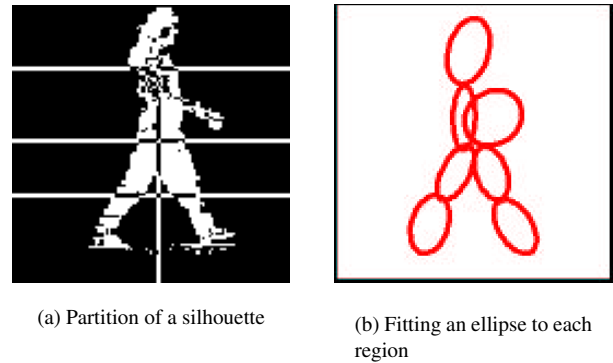 (a) Partition of a silhouette
(b) Fitting an ellipse to each
region